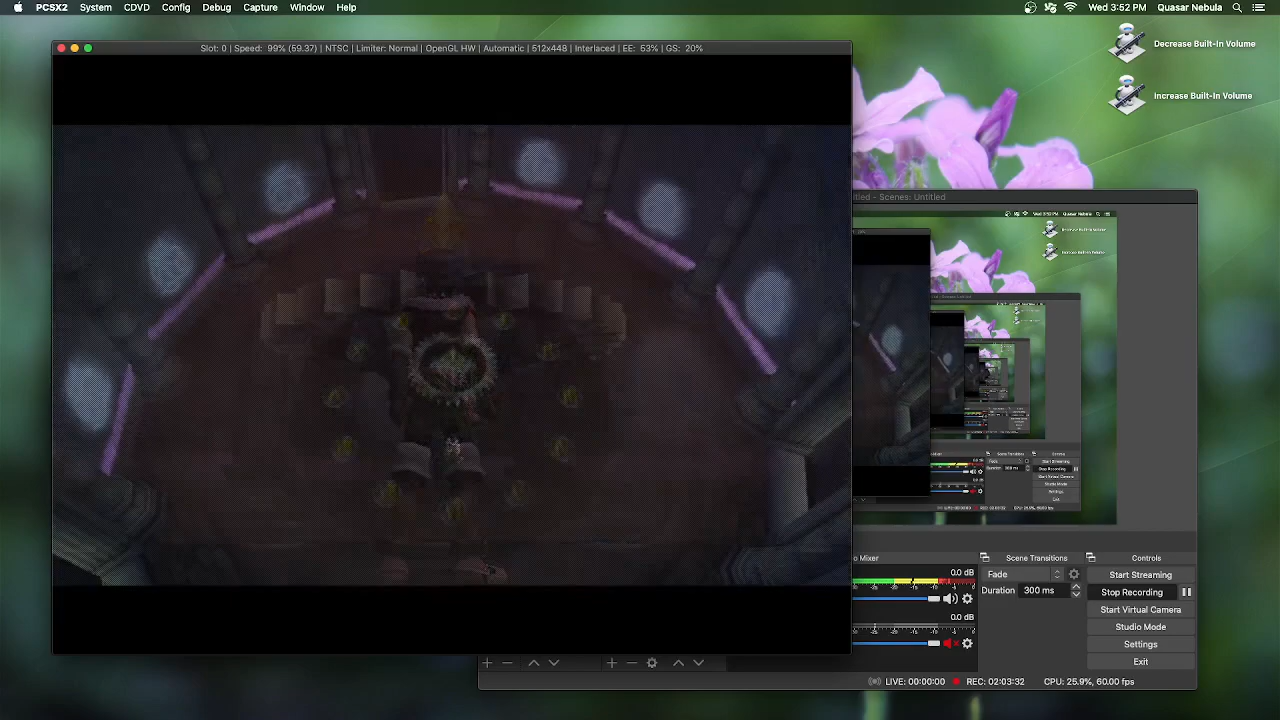 PCSX2 System CDVD Config Debug Capture Window Help
Wed 3:52 PM Quasar Nebula
Slot: 0 | Speed: 99% (59.37) | NTSC | Limiter: Normal | OpenGL HW | Automatic | 512x448 | Interlaced | EE: 63% | GS: 20%
Decrease Built-In Volume
Increase Built-In Volume
titled - Scenes: Untitled
o Mixer
Scene Transitions
Controls
0.0 dB
Fade
Start Streaming
Duration 300 ms
Stop Recording
Start Virtual Camera
0.0 dB
Studio Mode
Settings
Exit
LIVE: 00:00:00 REC: 02:03:32 CPU: 25.9%, 60.00 fps